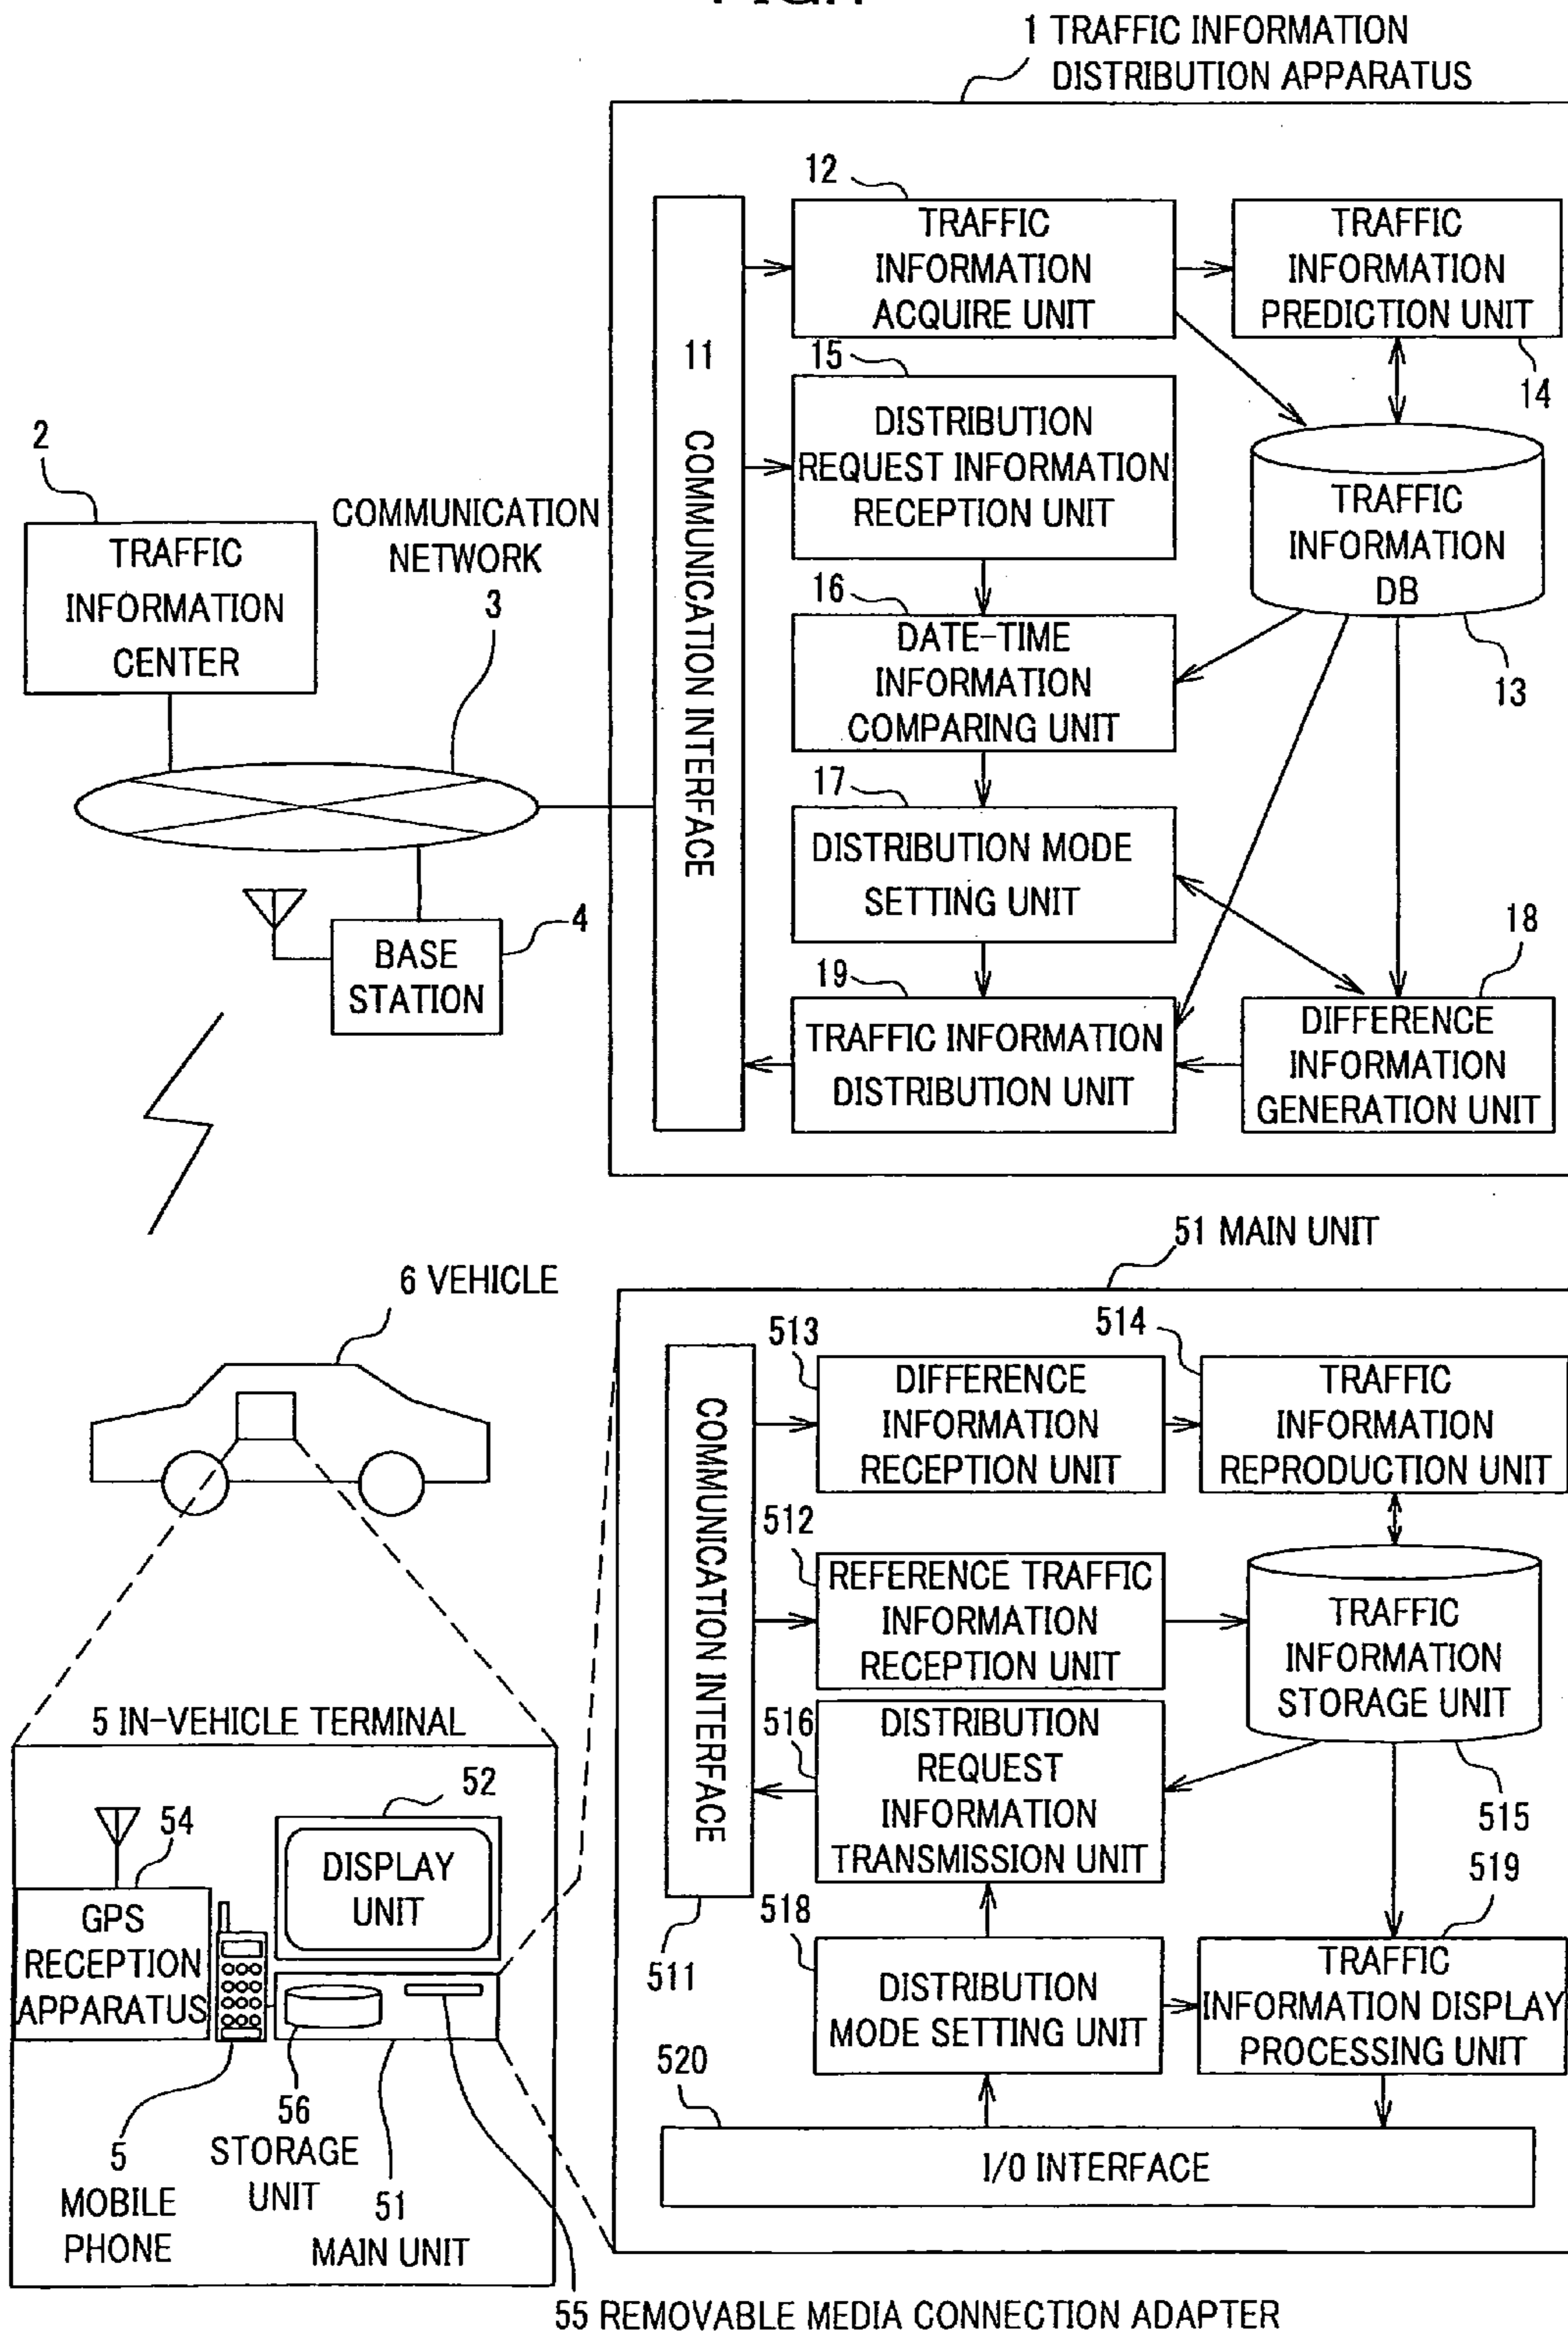 1 TRAFFIC INFORMATION
DISTRIBUTION APPARATUS
12
TRAFFIC
INFORMATION
ACQUIRE UNIT
TRAFFIC
INFORMATION
PREDICTION UNIT
14
11
COMMUNICATION INTERFACE
15
DISTRIBUTION
REQUEST INFORMATION
RECEPTION UNIT
TRAFFIC
INFORMATION
DB
13
2
TRAFFIC
INFORMATION
CENTER
COMMUNICATION
NETWORK
3
16
DATE-TIME
INFORMATION
COMPARING UNIT
17
DISTRIBUTION MODE
SETTING UNIT
4
BASE
STATION
19
TRAFFIC INFORMATION
DISTRIBUTION UNIT
18
DIFFERENCE
INFORMATION
GENERATION UNIT
6 VEHICLE
51 MAIN UNIT
COMMUNICATION INTERFACE
511
513
DIFFERENCE
INFORMATION
RECEPTION UNIT
514
TRAFFIC
INFORMATION
REPRODUCTION UNIT
512
REFERENCE TRAFFIC
INFORMATION
RECEPTION UNIT
TRAFFIC
INFORMATION
STORAGE UNIT
515
516
DISTRIBUTION
REQUEST
INFORMATION
TRANSMISSION UNIT
518
DISTRIBUTION
MODE SETTING UNIT
519
TRAFFIC
INFORMATION DISPLAY
PROCESSING UNIT
520
I/O INTERFACE
5 IN-VEHICLE TERMINAL
54
GPS
RECEPTION
APPARATUS
52
DISPLAY
UNIT
5
MOBILE
PHONE
56
STORAGE
UNIT
51
MAIN UNIT
55 REMOVABLE MEDIA CONNECTION ADAPTER